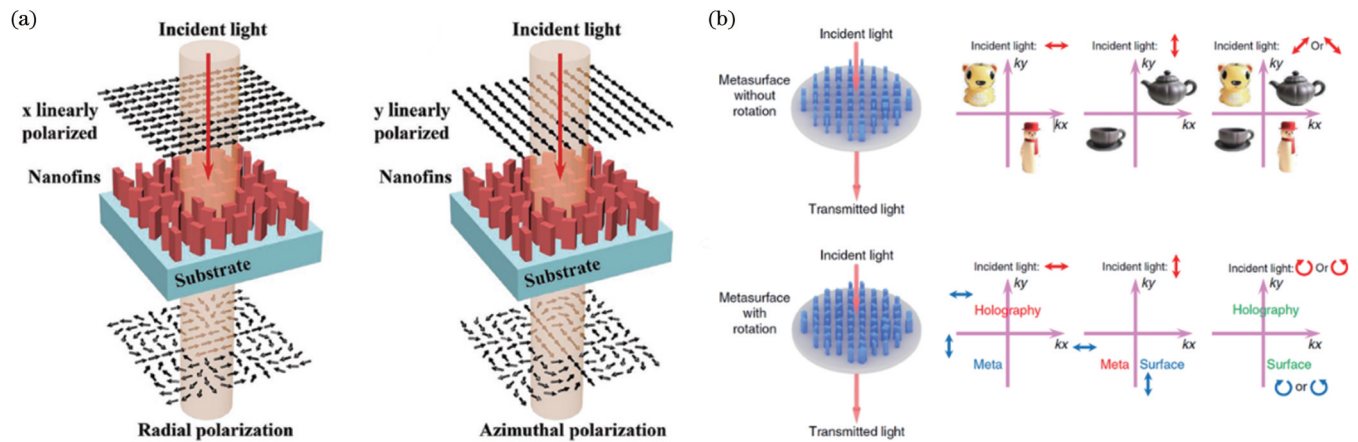 (a)
Incident light
x linearly
polarized
Nanofins
Substrate
Radial polarization
Incident light
y linearly
polarized
Substrate
Azimuthal polarization
(b)
Incident light
Metasurface
without
rotation
Transmitted light
Incident light:
ky
kx
Incident light:
ky
kx
Incident light: Or
ky
kx
Incident light
Metasurface
with
rotation
Transmitted light
Incident light:
ky
Holography
kx
Meta
Incident light:
ky
kx
Meta Surface
Incident light: Or
ky
Holography
kx
Surface
or